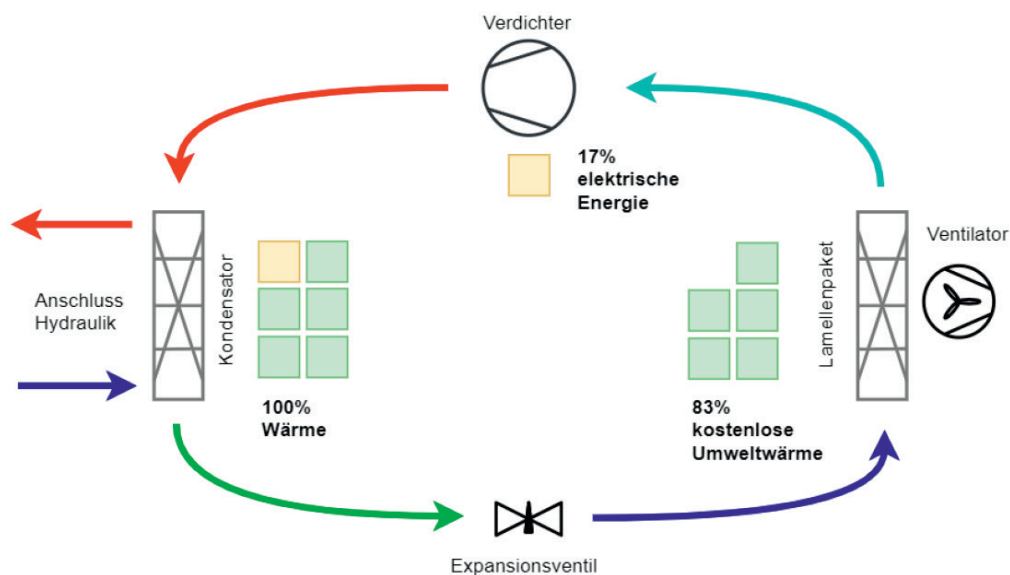 Verdichter
17%
elektrische
Energie
Ventilator
Lamellenpaket
Anschluss
Hydraulik
Kondensator
100%
Wärme
83%
kostenlose
Umweltwärme
Expansionsventil